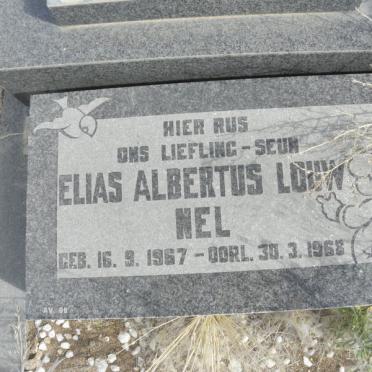 HIER RUS
ONS LIEFLING-SEUN
ELIAS ALBERTUS LOUW
NEL
GEB. 16. 9. 1967 - OORL. 30. 3. 1968